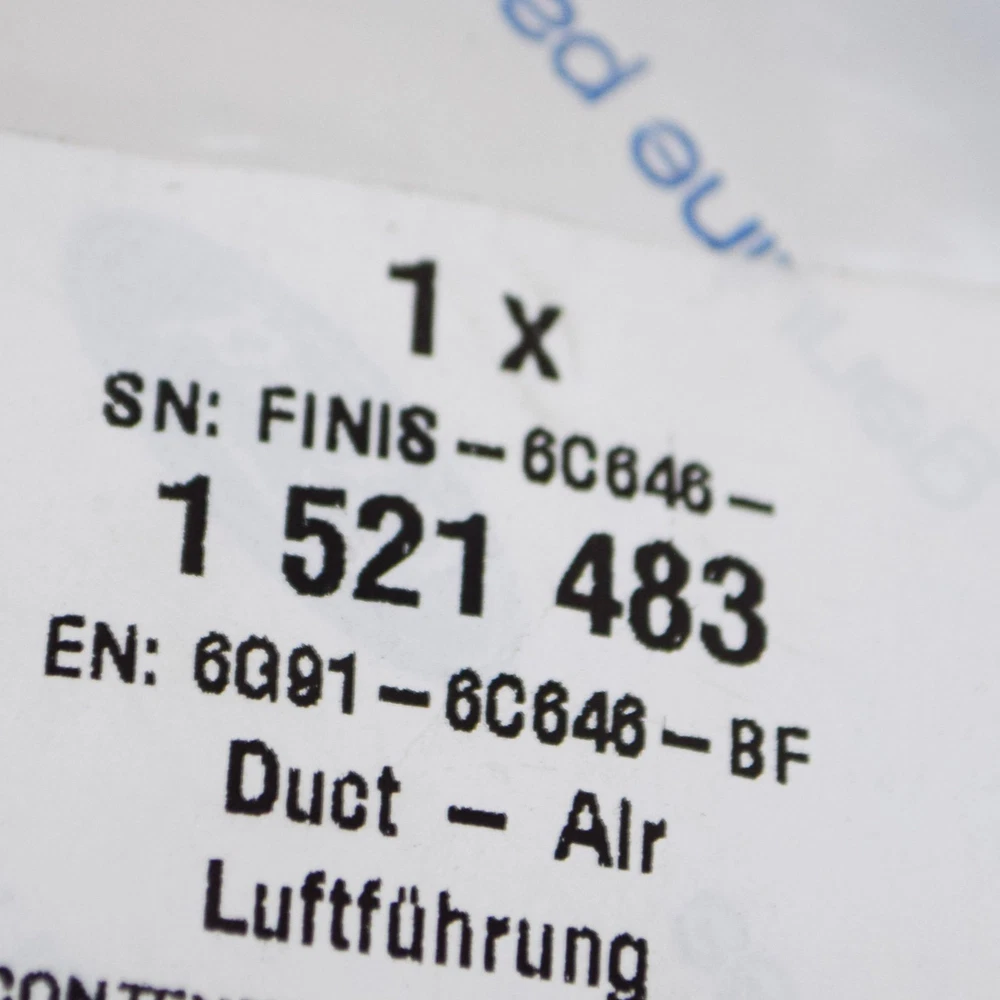 1 X
SN: FINIS - 6C646 -
1 521 483
EN: 6G91 - 6C646 - BF
Duct - Air
Luftführung